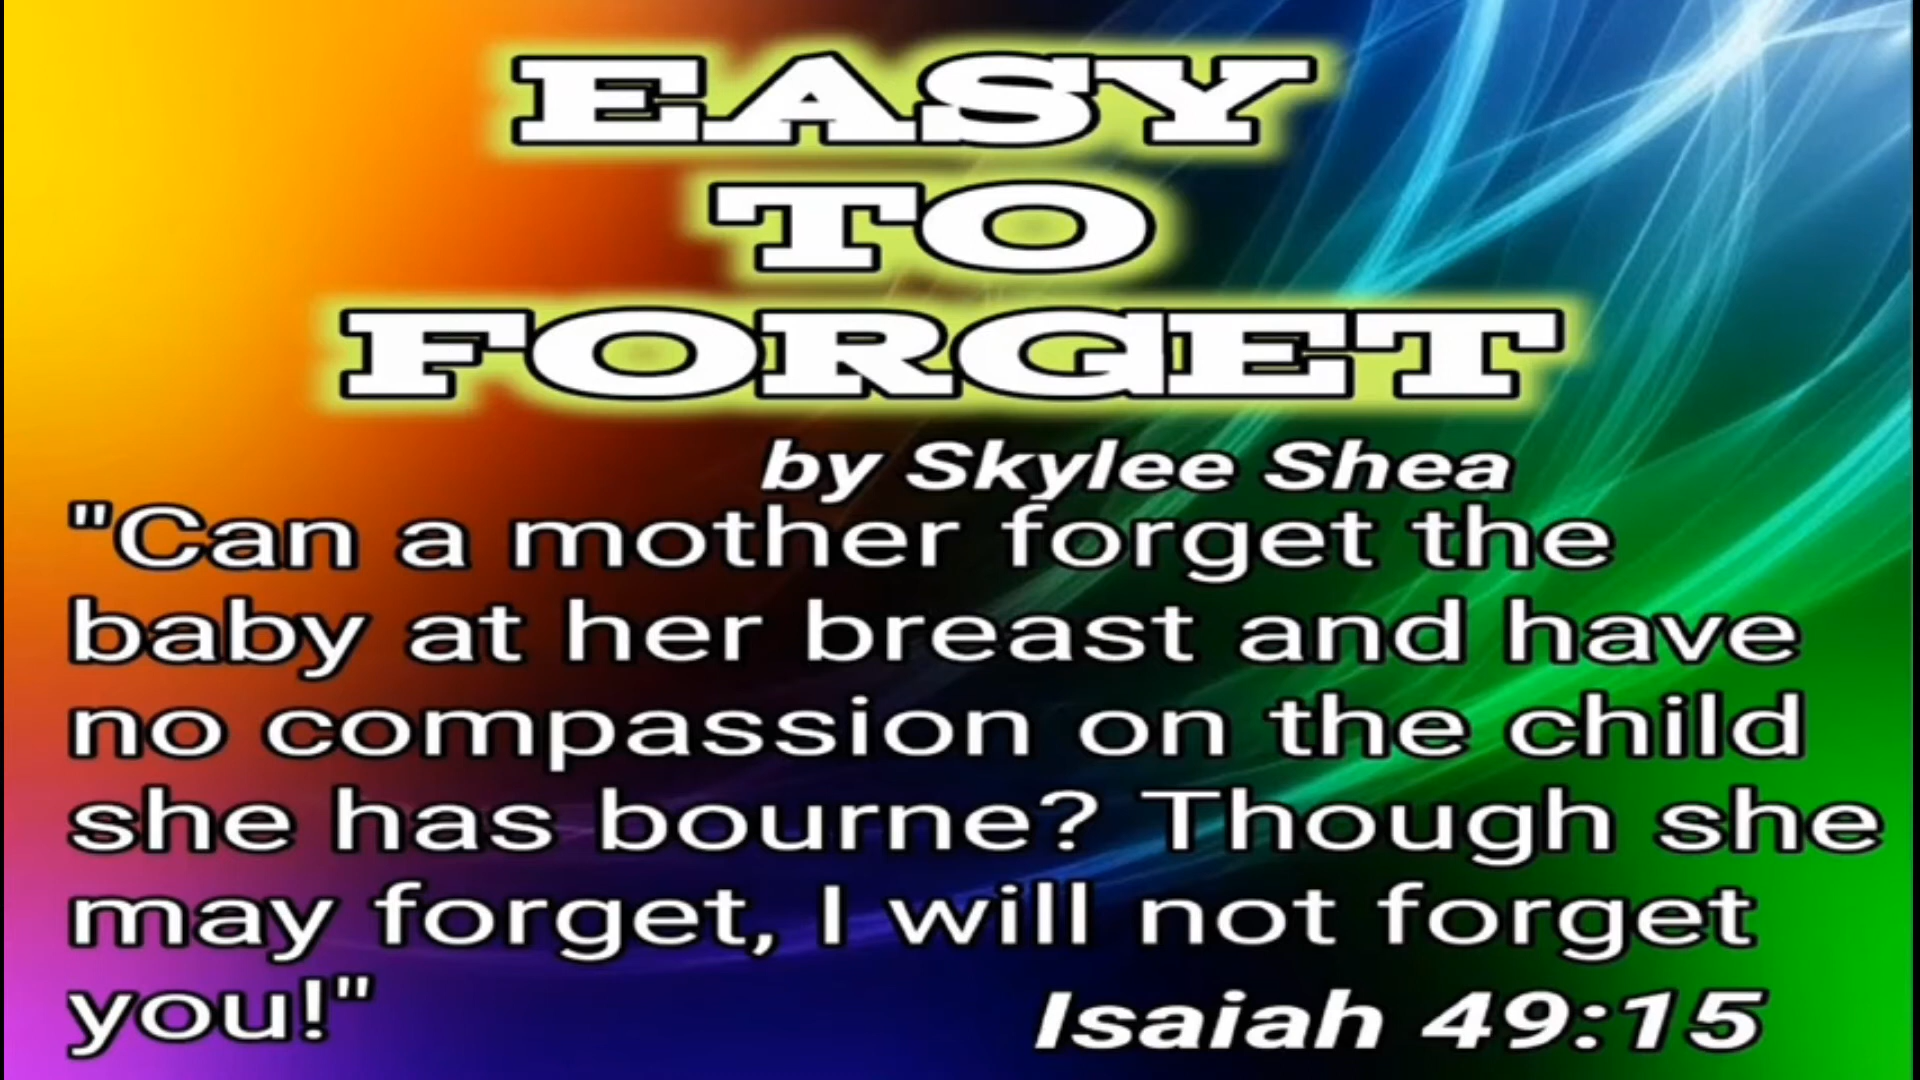 EASY
TO
FORGET
by Skylee Shea
"Can a mother forget the
baby at her breast and have
no compassion on the child
she has bourne? Though she
may forget, I will not forget
you!"
Isaiah 49:15